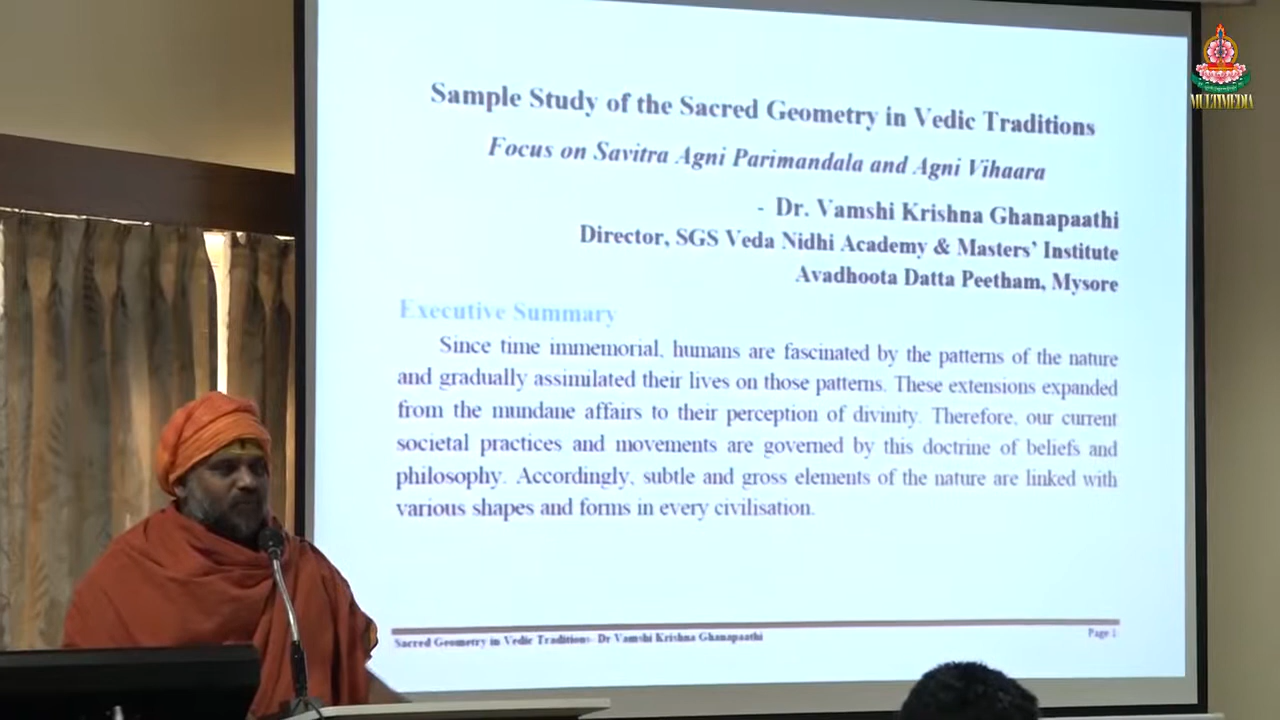 Sample Study of the Sacred Geometry in Vedic Traditions
Focus on Savitra Agni Parimandala and Agni Vihaara
- Dr. Vamshi Krishna Ghanapaathi
Director, SGS Veda Nidhi Academy & Masters' Institute
Avadhoota Datta Peetham, Mysore
Executive Summary
Since time immemorial, humans are fascinated by the patterns of the nature
and gradually assimilated their lives on those patterns. These extensions expanded
from the mundane affairs to their perception of divinity. Therefore, our current
societal practices and movements are governed by this doctrine of beliefs and
philosophy. Accordingly, subtle and gross elements of the nature are linked with
various shapes and forms in every civilisation.
Sacred Geometry in Vedic Traditions- Dr Vamshi Krishna Ghanapaathi
Page 1
MULTIMEDIA